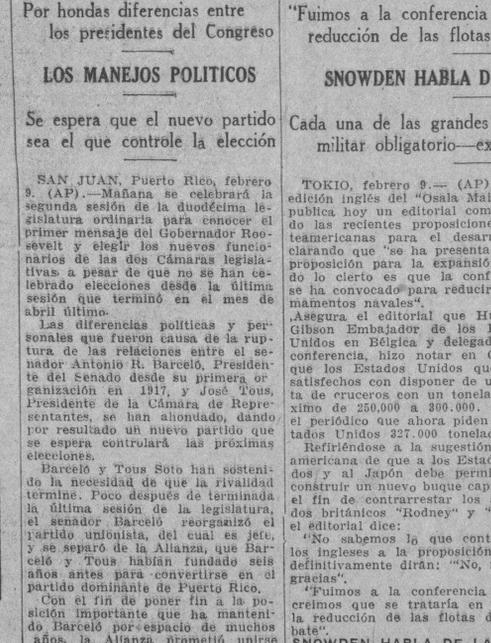 Por hondas diferencias entre
los presidentes del Congreso
LOS MANEJOS POLITICOS
Se espera que el nuevo partido
sea el que controle la elección
SAN JUAN, Puerto Rico, febrero
9. (AP).—Mañana se celebrará la
segunda sesión de la duodécima le-
gislatura ordinaria para conocer el
primer mensaje del Gobernador Roo-
sevelt y elegir los nuevos funcio-
narios de las dos Cámaras legisla-
tivas a pesar de que no se han ce-
lebrado elecciones desde la última
sesión que terminó en el mes de
abril último.
Las diferencias políticas y per-
sonales que fueron causa de la rup-
tura de las relaciones entre el se-
nador Antonio R. Barceló, Presiden-
te del Senado desde su primera or
ganización en 1917, y José Tous,
Presidente de la Cámara de Repre-
sentantes, se han ahondado, dando
por resultado un nuevo partido que
se espera controlará las próximas
elecciones.
Barceló y Tous Soto han sosteni-
do la necesidad de que la rivalidad
termine. Poco después de terminada
la última sesión de la legislatura,
el senador Barceló reorganizó el
partido unionista, del cual es jefe,
y se separó de la Alianza, que Bar-
celó y Tous habían fundado seis
años antes para convertirse en el
partido dominante de Puerto Rico.
Con el fin de poner fin a la po-
sición importante que ha manteni-
do Barceló por espacio de muchos
años, la Alianza prometió unirse
"Fuimos a la conferencia
reducción de las flotas
SNOWDEN HABLA D
Cada una de las grandes
militar obligatorio—ex
TOKIO, febrero 9.— (AP)
edición inglés del "Osala Mai
publica hoy un editorial com
do las recientes proposicione
teamericanas para el desar
clarando que "se ha presenta
proposición para la expansió
do lo cierto es que la conf
se ha convocado para reducir
mamentos navales".
.Asegura el editorial que H
Gibson Embajador de los
Unidos en Bélgica y delegad
conferencia, hizo notar en
que los Estados Unidos qu
satisfechos con disponer de u
ta de cruceros con un tonela
ximo de 250,000 a 300.000.
el periódico que ahora piden
tados Unidos 327.000 tonelad
Refiriéndose a la sugestión
americana de que a los Estad
dos y al Japón debe permi
construir un nuevo buque cap
el fin de contrarrestar los
dos británicos "Rodney" y "
el editorial dice:
"No sabemos lo que cont
los ingleses a la proposición
definitivamente dirán: "No,
gracias".
"Fuimos a la conferencia
creímos que se trataría en
la reducción de las flotas d
bate".
SNOWDEN HABLA DE